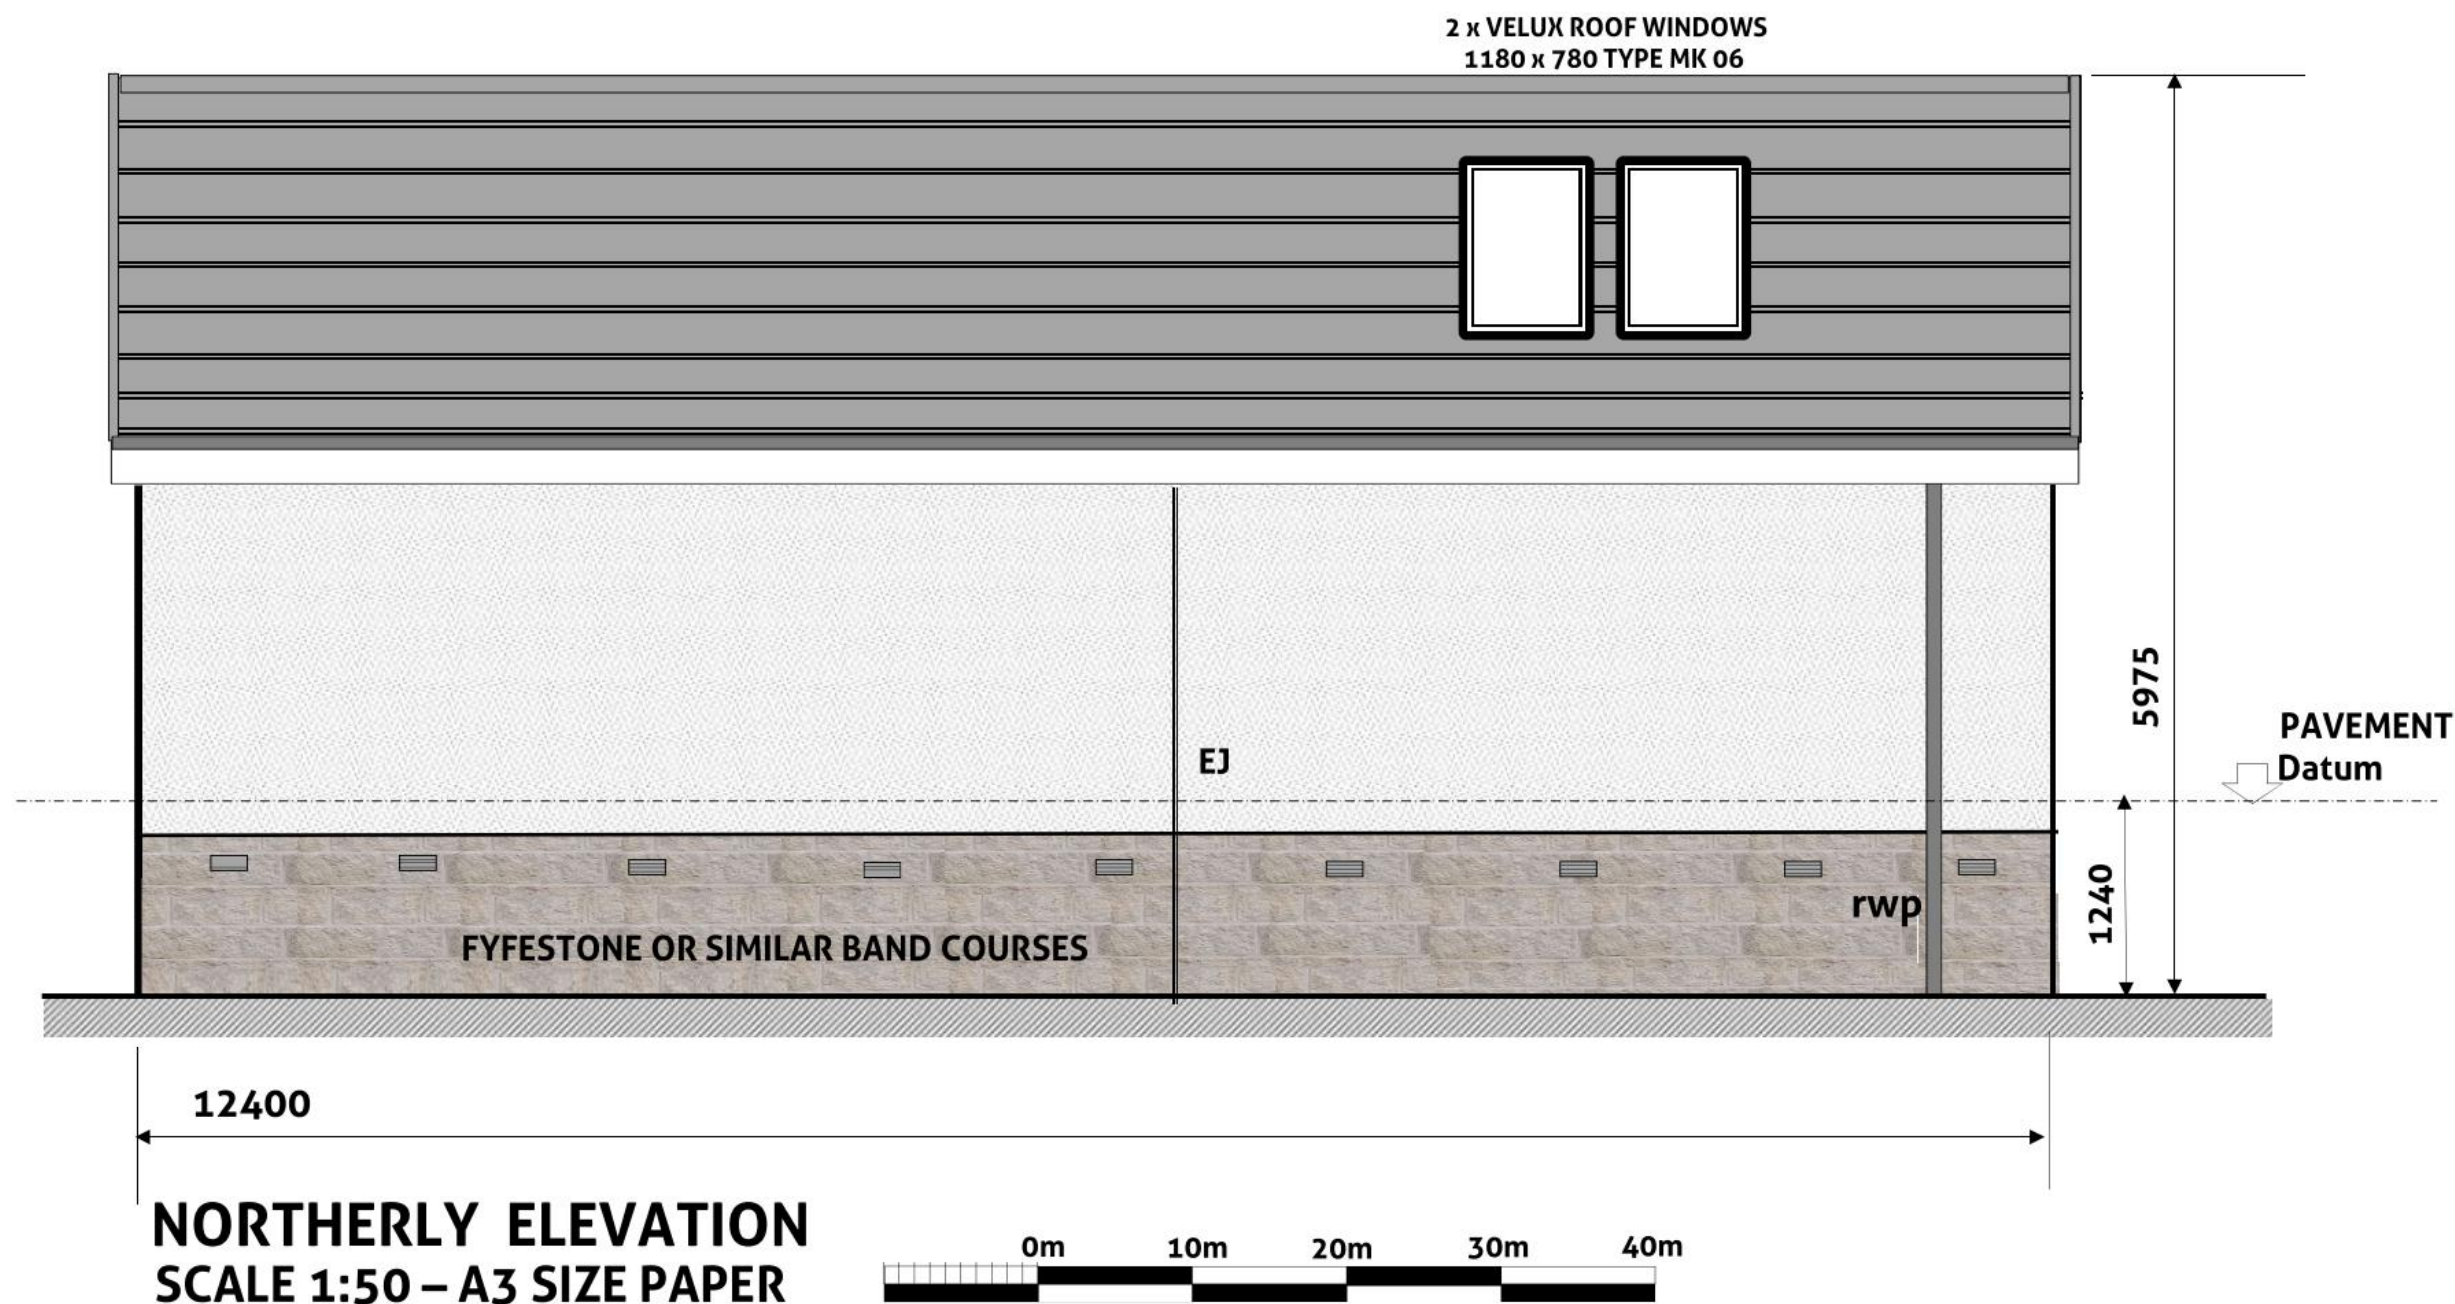 2 x VELUX ROOF WINDOWS
1180 x 780 TYPE MK 06
5975
PAVEMENT
Datum
EJ
1240
rwp
FYFESTONE OR SIMILAR BAND COURSES
12400
NORTHERLY ELEVATION
SCALE 1:50 – A3 SIZE PAPER
0m 10m 20m 30m 40m